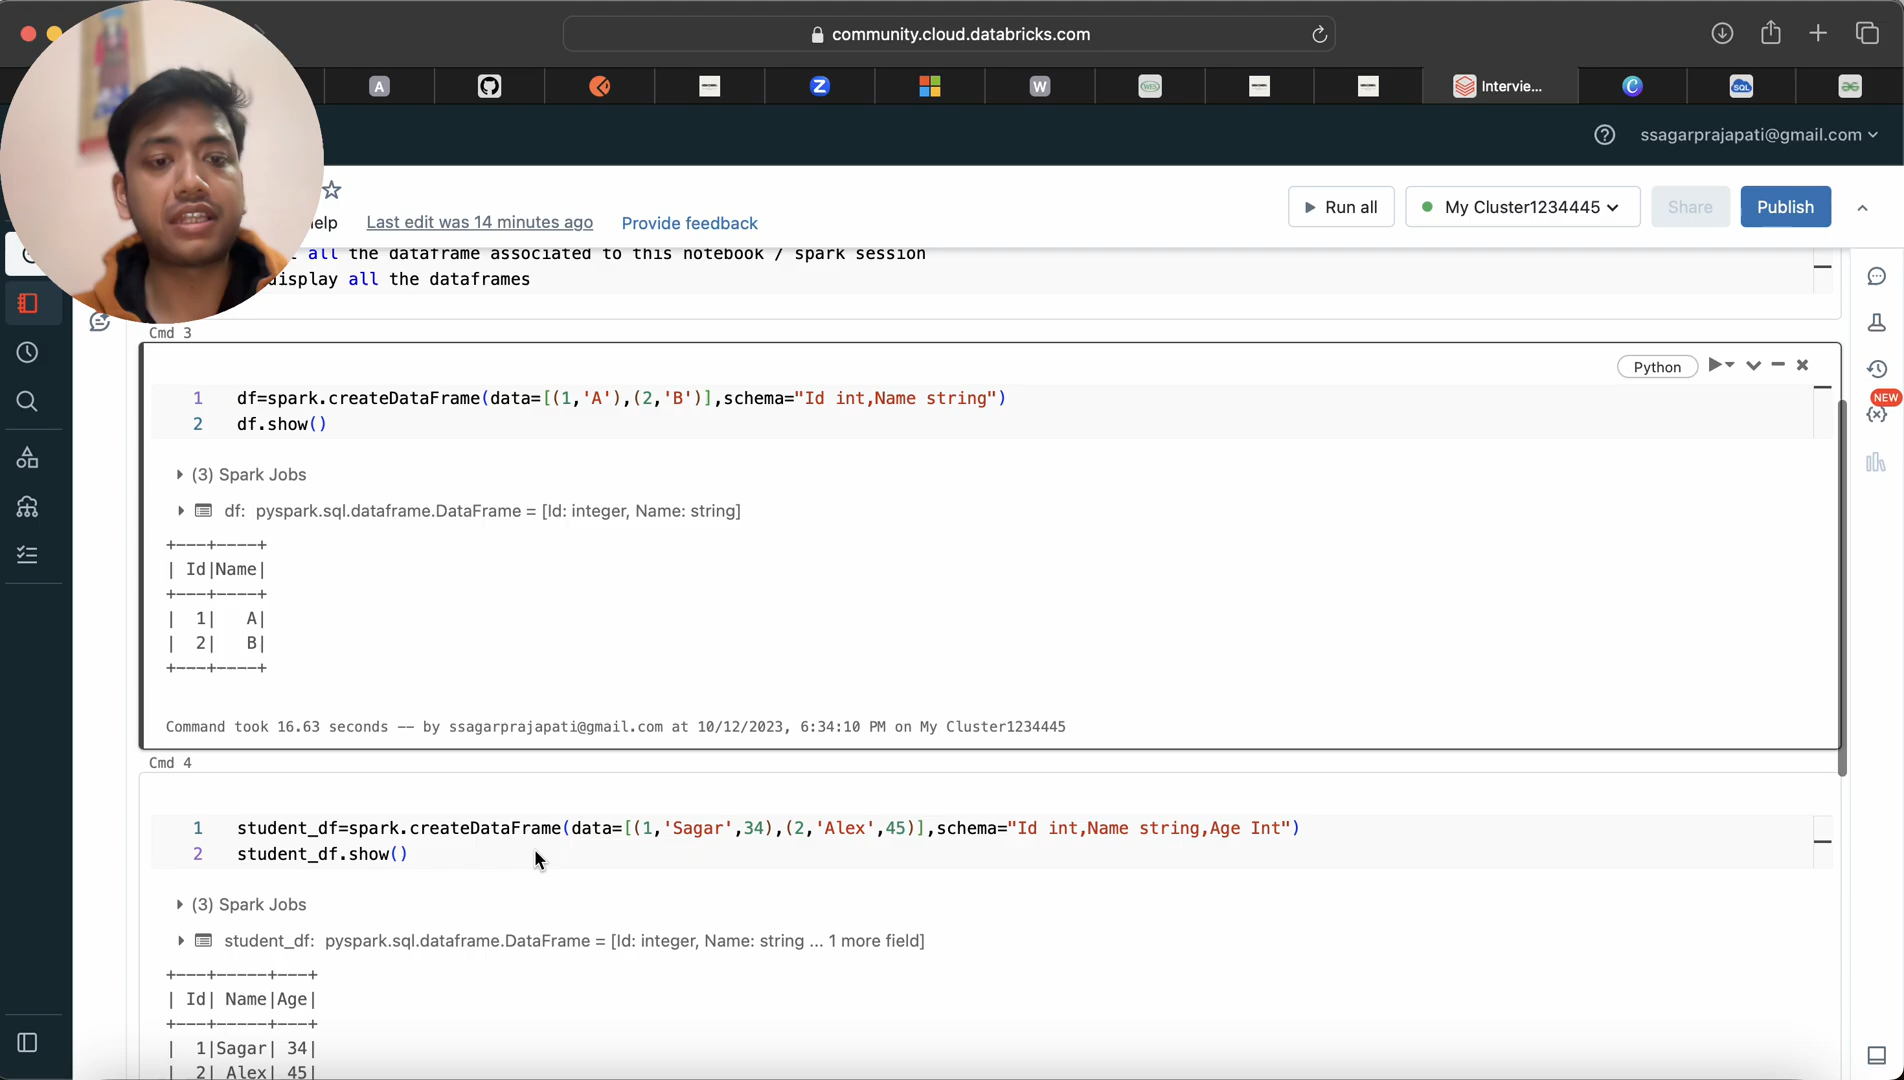 community.cloud.databricks.com
A
Z
W
Intervie...
C
SQL
ssagarprajapati@gmail.com
elp
Last edit was 14 minutes ago
Provide feedback
Run all
My Cluster1234445
Share
Publish
all the dataframe associated to this notebook / spark session
display all the dataframes
NEW
Cmd 3
Python
1 df=spark.createDataFrame(data=[(1,'A'),(2,'B')],schema="Id int,Name string")
2 df.show()
(3) Spark Jobs
df: pyspark.sql.dataframe.DataFrame = [Id: integer, Name: string]
+---+----+
| Id|Name|
+---+----+
|  1|   A|
|  2|   B|
+---+----+
Command took 16.63 seconds -- by ssagarprajapati@gmail.com at 10/12/2023, 6:34:10 PM on My Cluster1234445
Cmd 4
1 student_df=spark.createDataFrame(data=[(1,'Sagar',34),(2,'Alex',45)],schema="Id int,Name string,Age Int")
2 student_df.show()
(3) Spark Jobs
student_df: pyspark.sql.dataframe.DataFrame = [Id: integer, Name: string ... 1 more field]
+---+-----+---+
| Id| Name|Age|
+---+-----+---+
|  1|Sagar| 34|
|  2| Alex| 45|